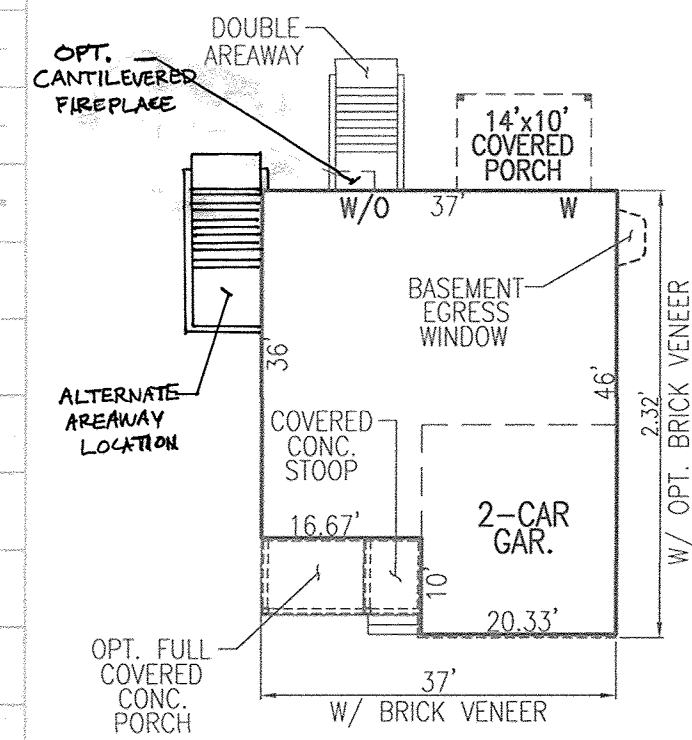 DOUBLE
AREAWAY
OPT.
CANTILEVERED
FIREPLACE
14'x10'
COVERED
PORCH
W/O
37'
W
BASEMENT
EGRESS
WINDOW
36'
46'
2.32'
W/ OPT. BRICK VENEER
ALTERNATE
AREAWAY
LOCATION
COVERED
CONC.
STOOP
16.67'
2-CAR
GAR.
10'
20.33'
OPT. FULL
COVERED
CONC.
PORCH
37'
W/ BRICK VENEER